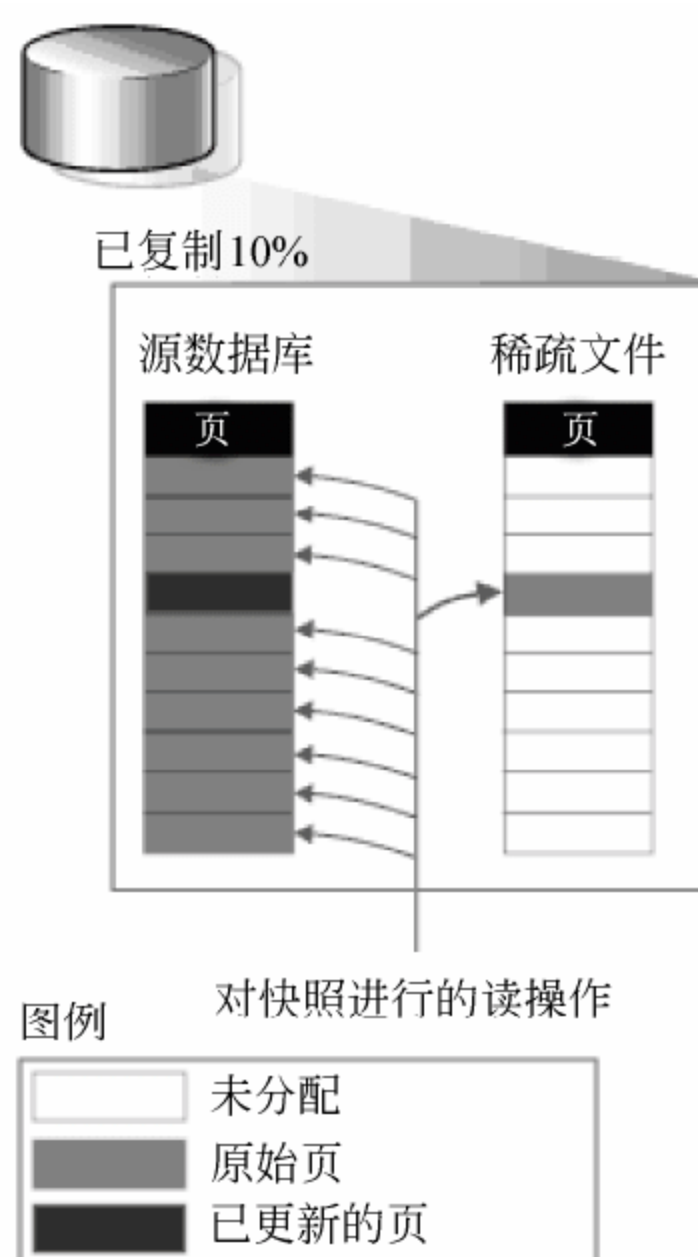 已复制10%
源数据库 稀疏文件
页 页
对快照进行的读操作
图例
未分配
原始页
已更新的页